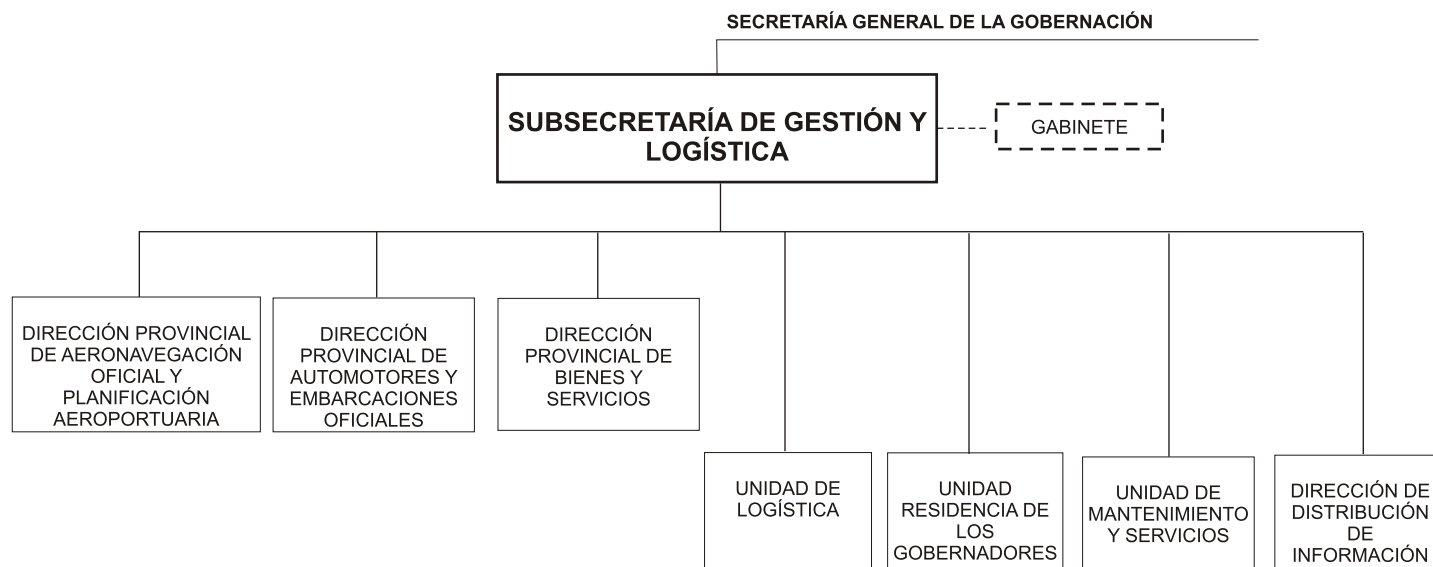 SECRETARÍA GENERAL DE LA GOBERNACIÓN
SUBSECRETARÍA DE GESTIÓN Y
LOGÍSTICA
GABINETE
DIRECCIÓN PROVINCIAL
DE AERONAVEGACIÓN
OFICIAL Y
PLANIFICACIÓN
AEROPORTUARIA
DIRECCIÓN
PROVINCIAL DE
AUTOMOTORES Y
EMBARCACIONES
OFICIALES
DIRECCIÓN
PROVINCIAL DE
BIENES Y
SERVICIOS
UNIDAD DE
LOGÍSTICA
UNIDAD
RESIDENCIA DE
LOS
GOBERNADORES
UNIDAD DE
MANTENIMIENTO
Y SERVICIOS
DIRECCIÓN DE
DISTRIBUCIÓN
DE
INFORMACIÓN